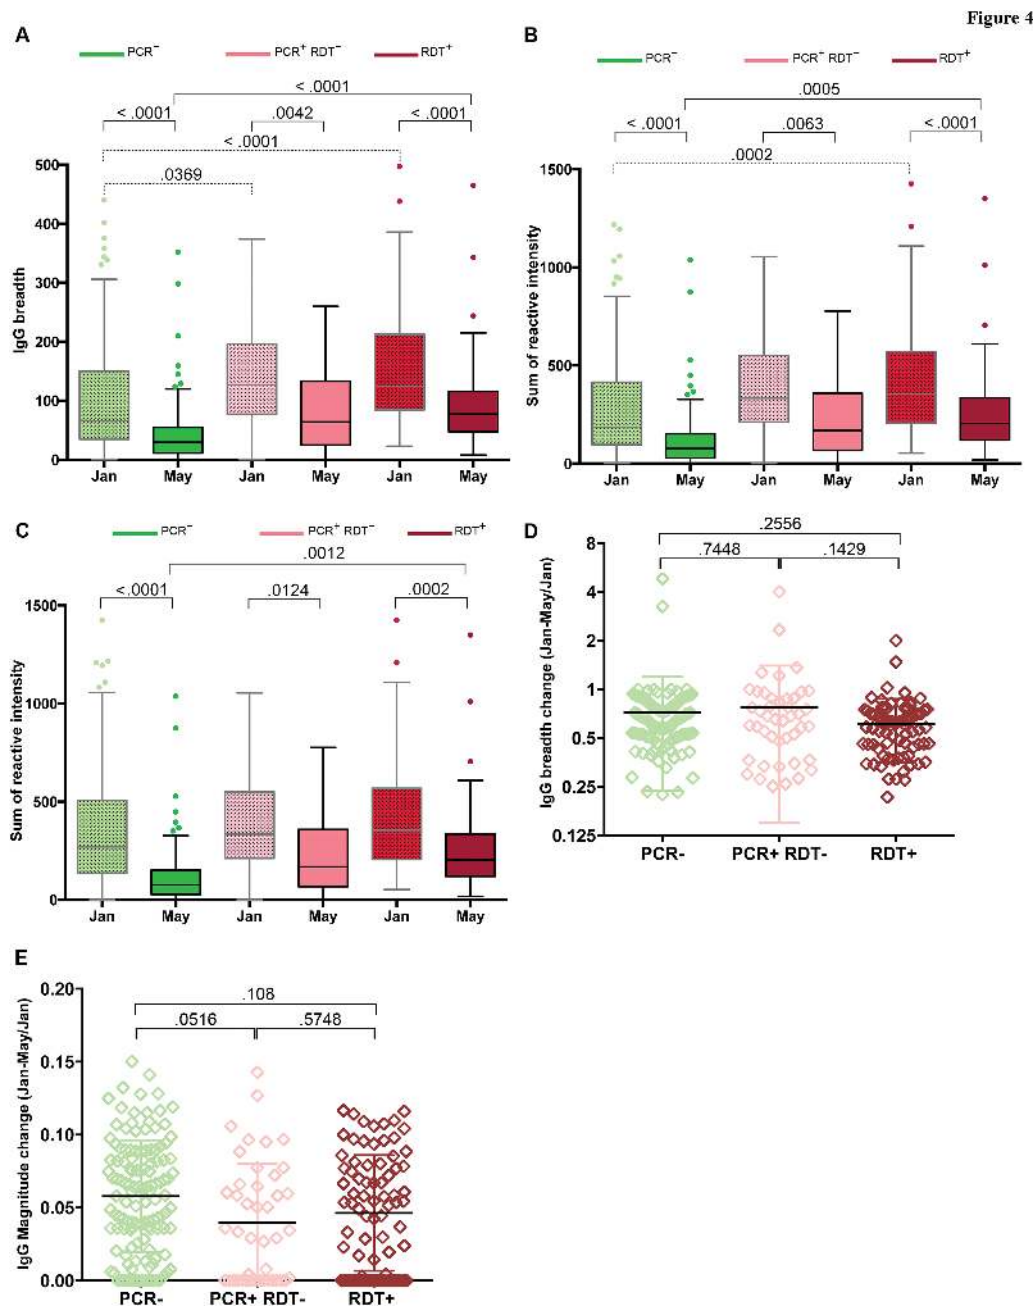 Figure 4
A
PCR⁻ PCR⁺ RDT⁻ RDT⁺
< .0001
< .0001 .0042 < .0001
< .0001
.0369
IgG breadth
500
400
300
200
100
0
Jan May Jan May Jan May
B
PCR⁻ PCR⁺ RDT⁻ RDT⁺
.0005
< .0001 .0063 < .0001
.0002
Sum of reactive intensity
1500
1000
500
0
Jan May Jan May Jan May
C
PCR⁻ PCR⁺ RDT⁻ RDT⁺
.0012
<.0001 .0124 .0002
Sum of reactive intensity
1500
1000
500
0
Jan May Jan May Jan May
D
.2556
.7448 .1429
IgG breadth change (Jan-May/Jan)
8
4
2
1
0.5
0.25
0.125
PCR- PCR+ RDT- RDT+
E
.108
.0516 .5748
IgG Magnitude change (Jan-May/Jan)
0.20
0.15
0.10
0.05
0.00
PCR- PCR+ RDT- RDT+